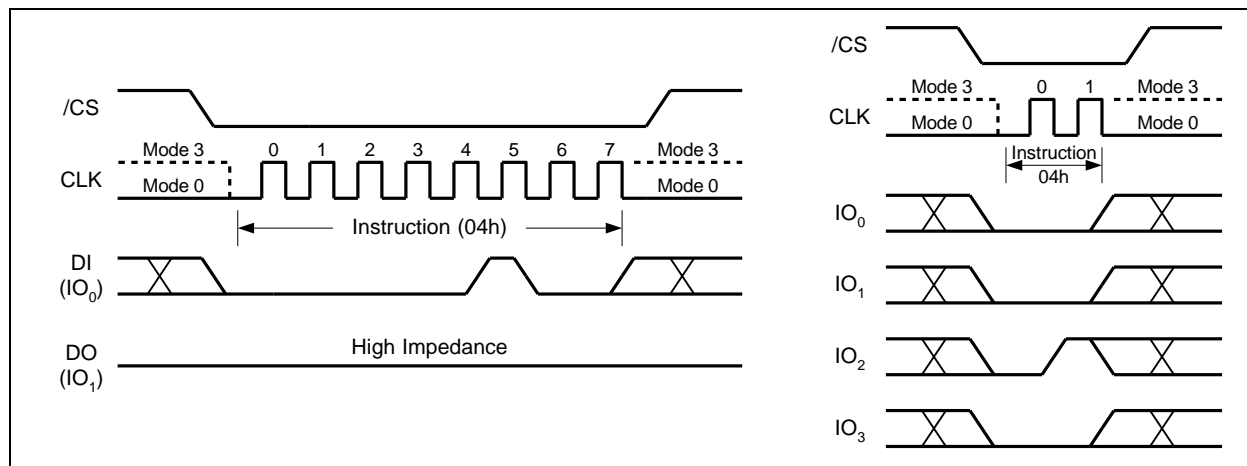 /CS
Mode 3 0 1 2 3 4 5 6 7 Mode 3
CLK Mode 0 Mode 0
Instruction (04h)
DI
(IO0)
High Impedance
DO
(IO1)
/CS
Mode 3 0 1 Mode 3
CLK Mode 0 Mode 0
Instruction
04h
IO0
IO1
IO2
IO3